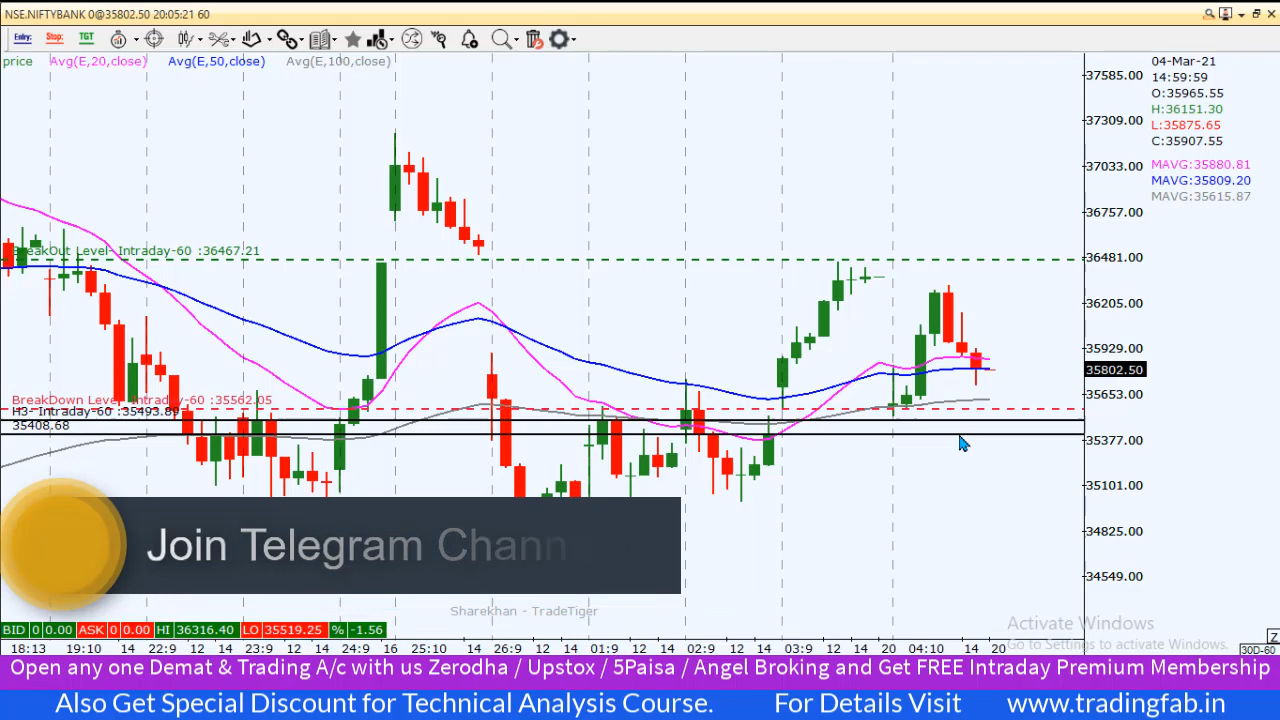 NSE.NIFTYBANK 0@35802.50 20:05:21 60
Entry: Stop: TGT
price Avg(E,20,close) Avg(E,50,close) Avg(E,100,close)
04-Mar-21
14:59:59
O:35965.55
H:36151.30
L:35875.65
C:35907.55
MAVG:35880.81
MAVG:35809.20
MAVG:35615.87
37585.00
37309.00
37033.00
36757.00
36481.00
36205.00
35929.00
35802.50
35653.00
35377.00
35101.00
34825.00
34549.00
BreakOut Level- Intraday-60 :36467.21
BreakDown Level- Intraday-60 :35562.05
H3- Intraday-60 :35493.89
35408.68
Join Telegram Chann
Sharekhan - TradeTiger
Activate Windows
Go to Settings to activate Windows.
BID 0 0.00 ASK 0 0.00 HI 36316.40 LO 35519.25 % -1.56
Z
18:13 19:10 12 14 22:9 12 14 23:9 12 14 24:9 12 14 25:10 12 14 26:9 12 14 01:9 12 14 02:9 12 14 03:9 12 14 20 04:10 14 20 30D-60
Open any one Demat & Trading A/c with us Zerodha / Upstox / 5Paisa / Angel Broking and Get FREE Intraday Premium Membership
Also Get Special Discount for Technical Analysis Course. For Details Visit www.tradingfab.in